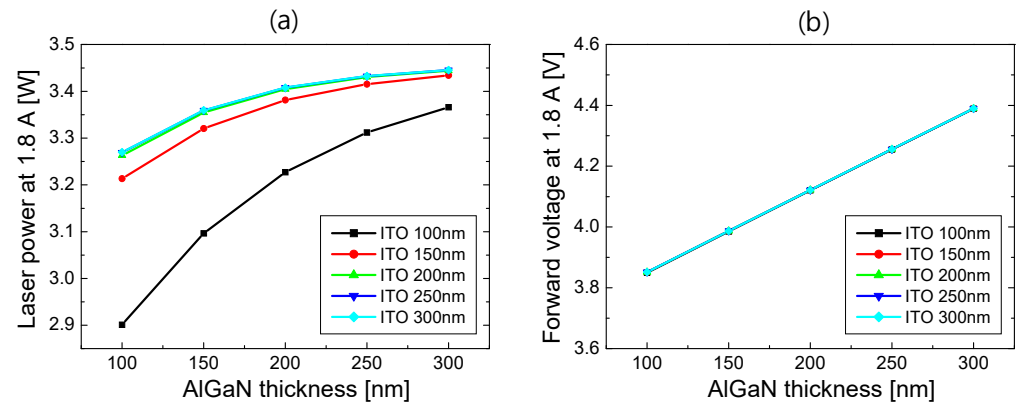 (a)
Laser power at 1.8 A [W]
3.5
3.4
3.3
3.2
3.1
3.0
2.9
ITO 100nm
ITO 150nm
ITO 200nm
ITO 250nm
ITO 300nm
100 150 200 250 300
AlGaN thickness [nm]
(b)
Forward voltage at 1.8 A [V]
4.6
4.4
4.2
4.0
3.8
3.6
ITO 100nm
ITO 150nm
ITO 200nm
ITO 250nm
ITO 300nm
100 150 200 250 300
AlGaN thickness [nm]